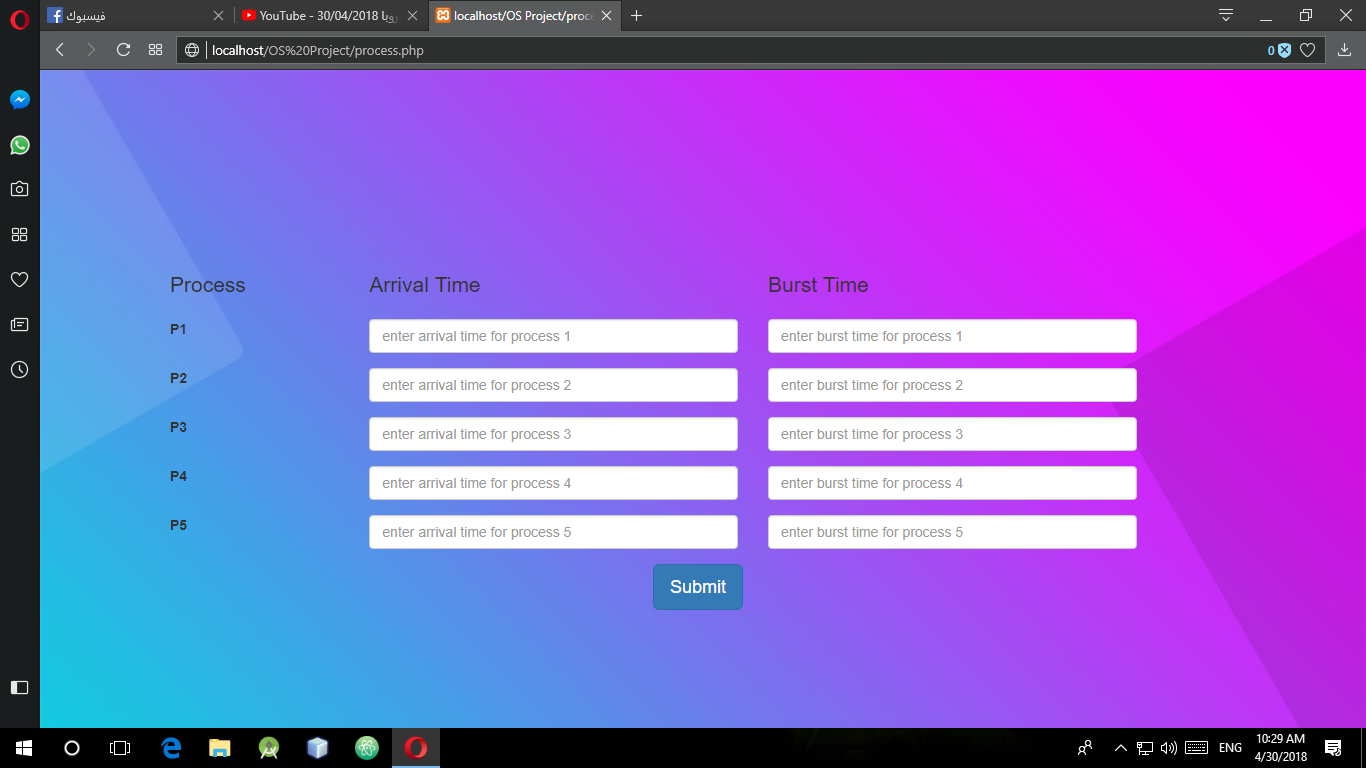 فيسبوك
YouTube - 30/04/2018
localhost/OS Project/proce
localhost/OS%20Project/process.php
0
Process Arrival Time Burst Time
P1 enter arrival time for process 1 enter burst time for process 1
P2 enter arrival time for process 2 enter burst time for process 2
P3 enter arrival time for process 3 enter burst time for process 3
P4 enter arrival time for process 4 enter burst time for process 4
P5 enter arrival time for process 5 enter burst time for process 5
Submit
ENG
10:29 AM
4/30/2018